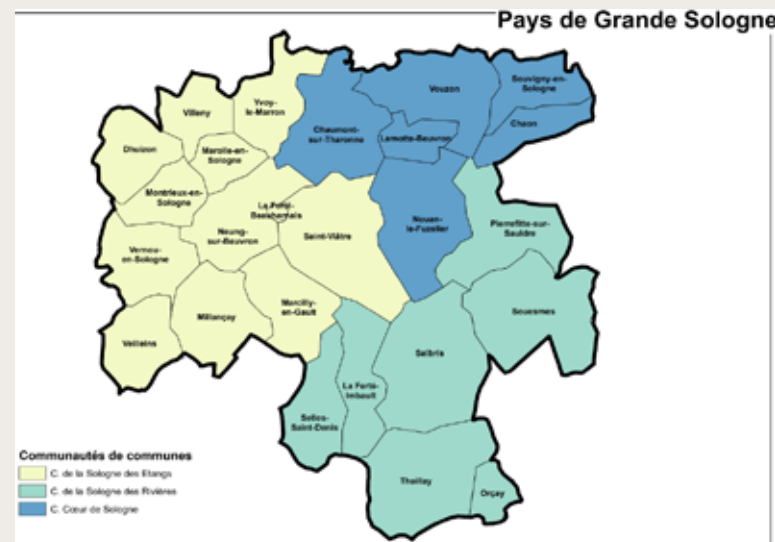 Pays de Grande Sologne
Souvigny-en-
Sologne
Vouzon
Yvoy-
le-Marron
Villeny
Chaon
Chaumont-
sur-Tharonne
Lamotte-Beuvron
Dhuizon
Marolle-en-
Sologne
Montrieux-en-
Sologne
La Ferté-
Beauharnais
Nouan-
le-Fuzelier
Pierrefitte-sur-
Sauldre
Neung-
sur-Beuvron
Saint-Viâtre
Vernou-
en-Sologne
Marcilly-
en-Gault
Souesmes
Millançay
Veilleins
Salbris
La Ferté-
Imbault
Selles-
Saint-Denis
Communautés de communes
C. de la Sologne des Etangs
C. de la Sologne des Rivières
C. Cœur de Sologne
Theillay
Orçay